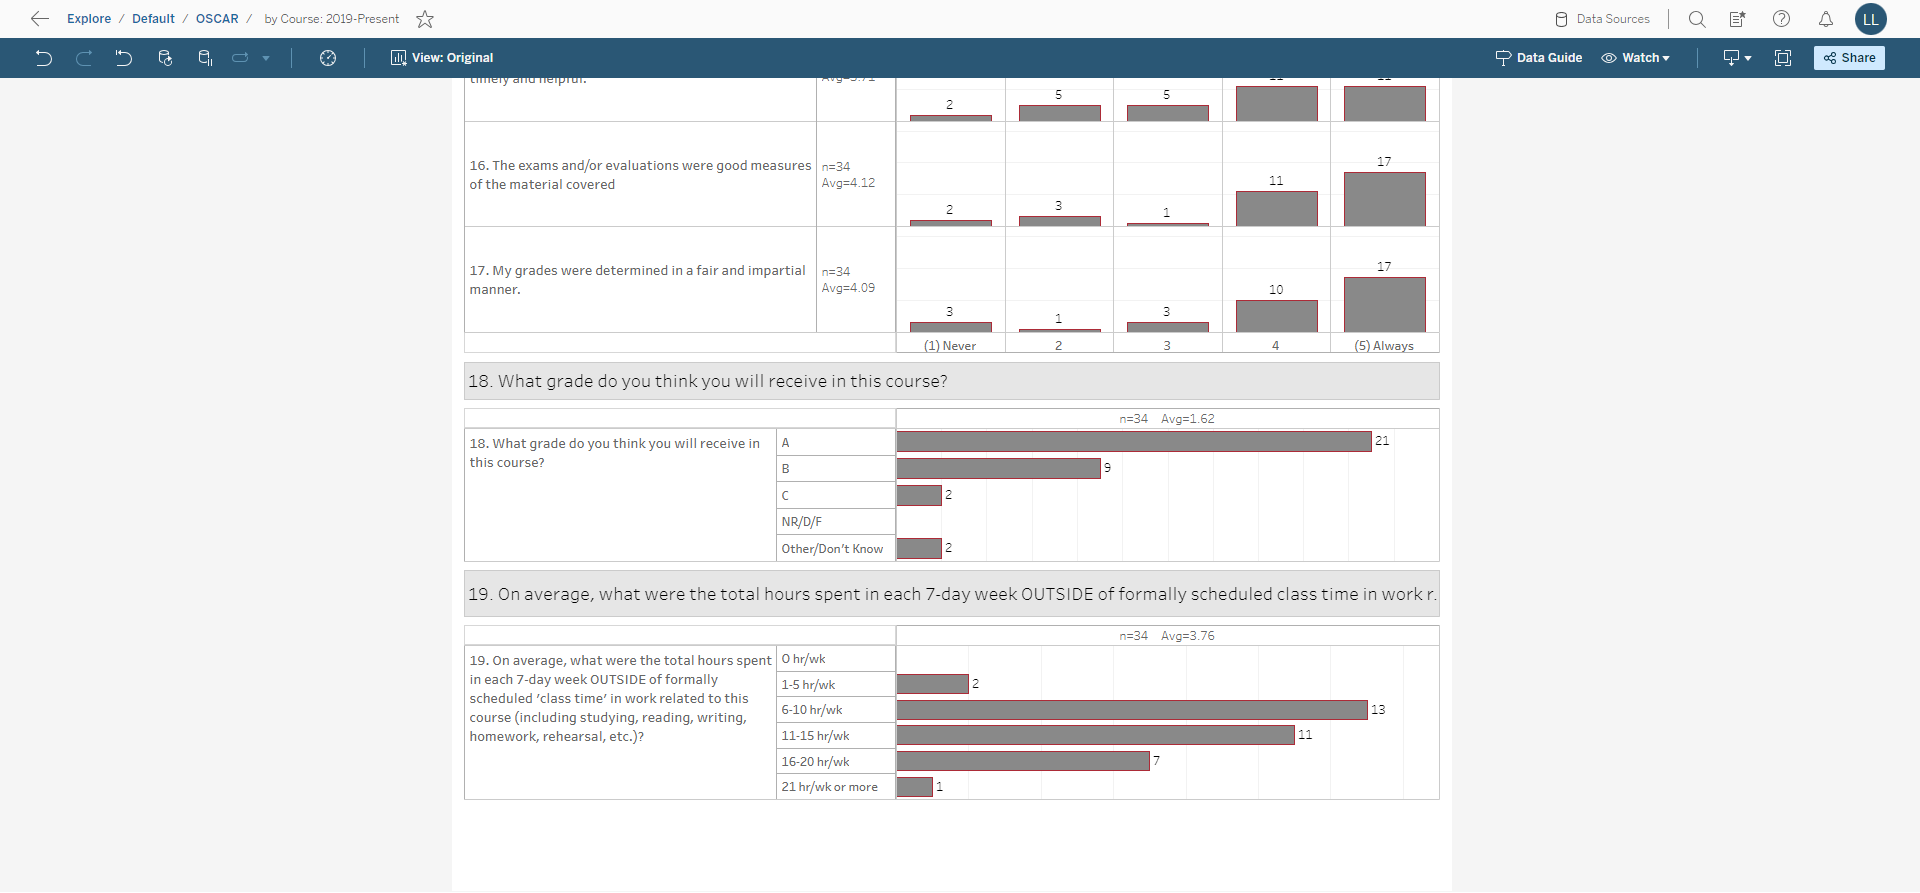 Explore / Default / OSCAR / by Course: 2019-Present
Data Sources
LL
View: Original
Data Guide
Watch
Share
timely and helpful.
Avg=3.71
2
5
5
11
11
16. The exams and/or evaluations were good measures
of the material covered
n=34
Avg=4.12
2
3
1
11
17
17. My grades were determined in a fair and impartial
manner.
n=34
Avg=4.09
3
1
3
10
17
(1) Never
2
3
4
(5) Always
18. What grade do you think you will receive in this course?
n=34 Avg=1.62
18. What grade do you think you will receive in
this course?
A
21
B
9
C
2
NR/D/F
Other/Don't Know
2
19. On average, what were the total hours spent in each 7-day week OUTSIDE of formally scheduled class time in work r.
n=34 Avg=3.76
19. On average, what were the total hours spent
in each 7-day week OUTSIDE of formally
scheduled ‘class time’ in work related to this
course (including studying, reading, writing,
homework, rehearsal, etc.)?
0 hr/wk
1-5 hr/wk
2
6-10 hr/wk
13
11-15 hr/wk
11
16-20 hr/wk
7
21 hr/wk or more
1